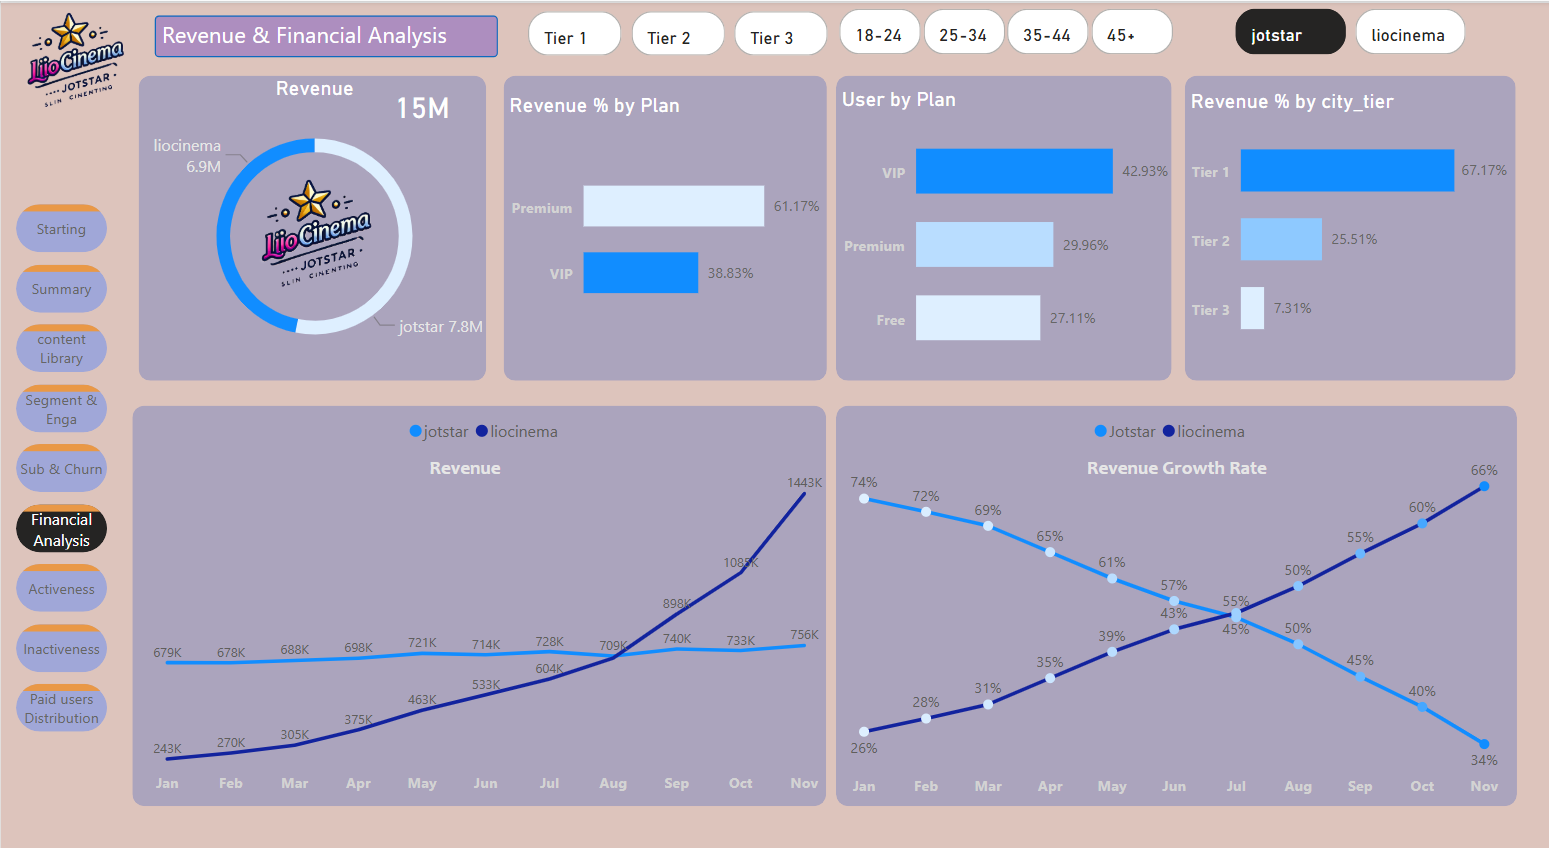 LiioCinema
JOTSTAR
SLIN CINENTING
Revenue & Financial Analysis
Tier 1
Tier 2
Tier 3
18-24
25-34
35-44
45+
jotstar
liocinema
Starting
Summary
content
Library
Segment &
Enga
Sub & Churn
Financial
Analysis
Activeness
Inactiveness
Paid users
Distribution
Revenue
15M
liocinema
6.9M
LiioCinema
JOTSTAR
SLIN CINENTING
jotstar 7.8M
Revenue % by Plan
Premium 61.17%
VIP 38.83%
User by Plan
VIP 42.93%
Premium 29.96%
Free 27.11%
Revenue % by city_tier
Tier 1 67.17%
Tier 2 25.51%
Tier 3 7.31%
jotstar liocinema
Revenue
1443K
1085K
898K
679K 678K 688K 698K 721K 714K 728K 709K 740K 733K 756K
243K 270K 305K 375K 463K 533K 604K
Jan Feb Mar Apr May Jun Jul Aug Sep Oct Nov
Jotstar liocinema
Revenue Growth Rate
74% 72% 69% 65% 61% 57% 55% 50% 55% 60% 66%
26% 28% 31% 35% 39% 43% 45% 50% 45% 40% 34%
Jan Feb Mar Apr May Jun Jul Aug Sep Oct Nov